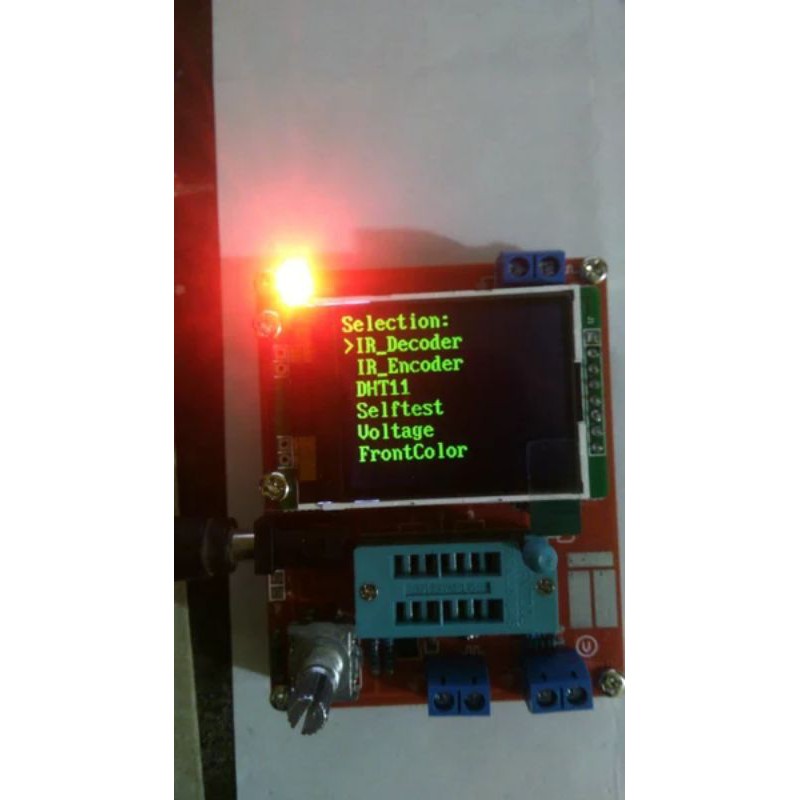 Selection:
>IR_Decoder
IR_Encoder
DHT11
Selftest
Voltage
FrontColor